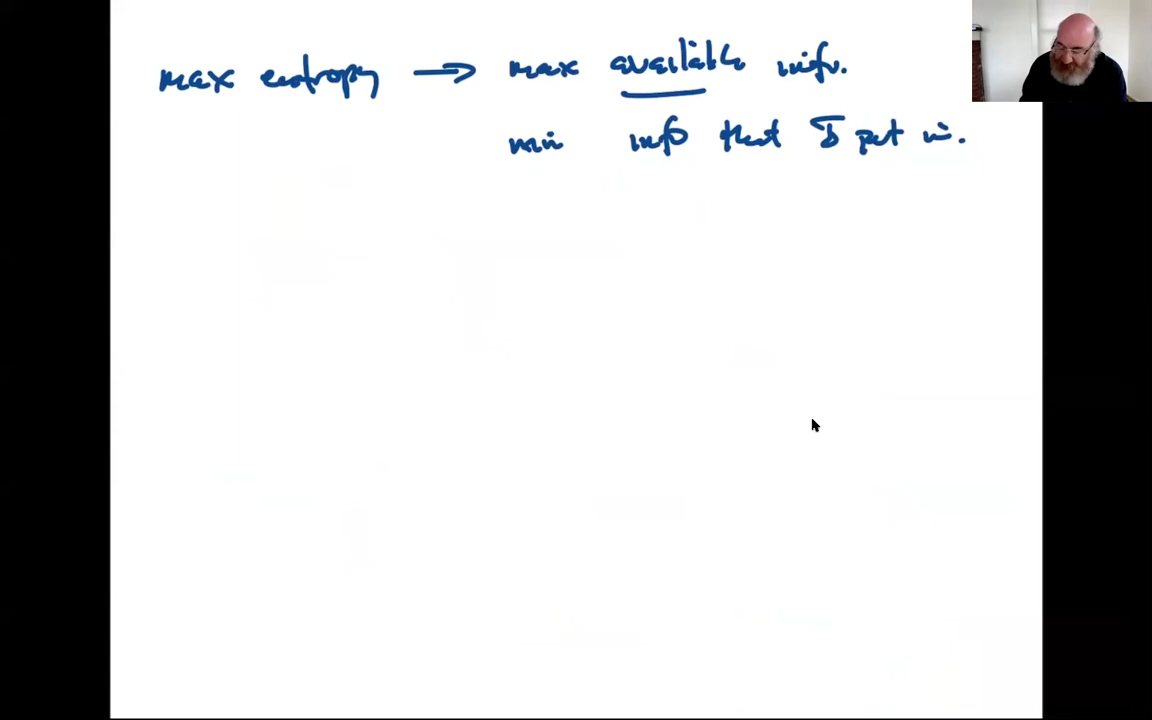 max entropy → max available info.
min info that I put in.